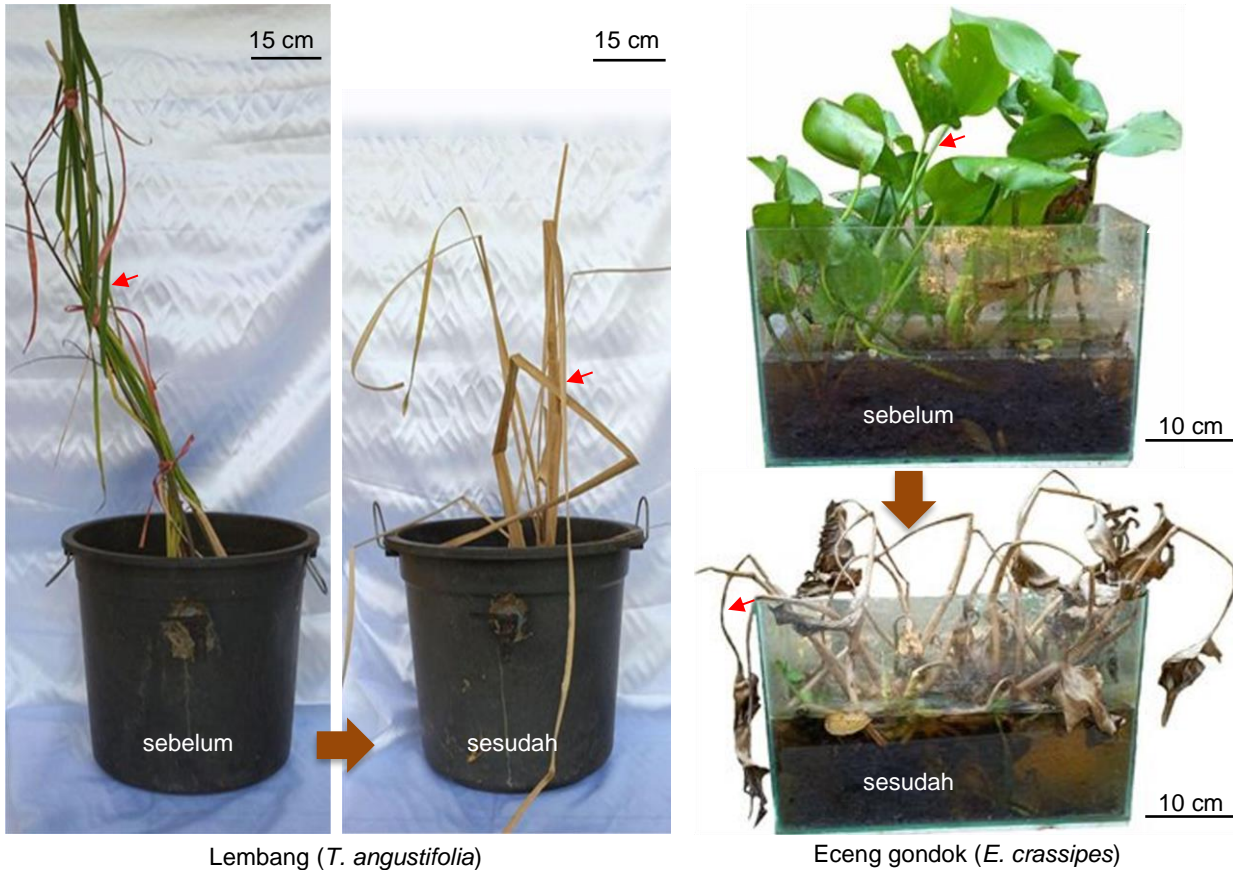 15 cm
15 cm
sebelum
sesudah
Lembang (T. angustifolia)
sebelum
10 cm
sesudah
10 cm
Eceng gondok (E. crassipes)